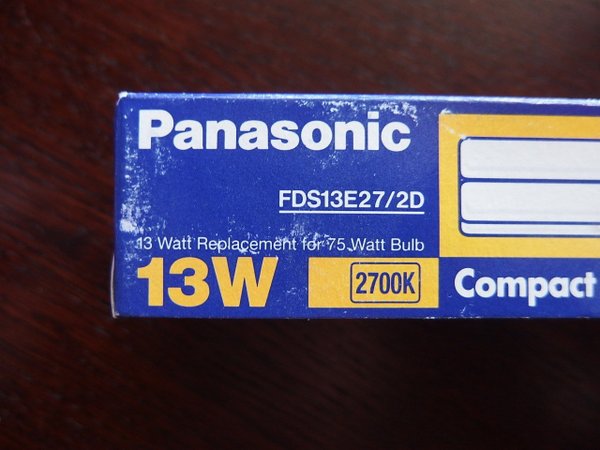 Panasonic
FDS13E27/2D
13 Watt Replacement for 75 Watt Bulb
13W
2700K
Compact